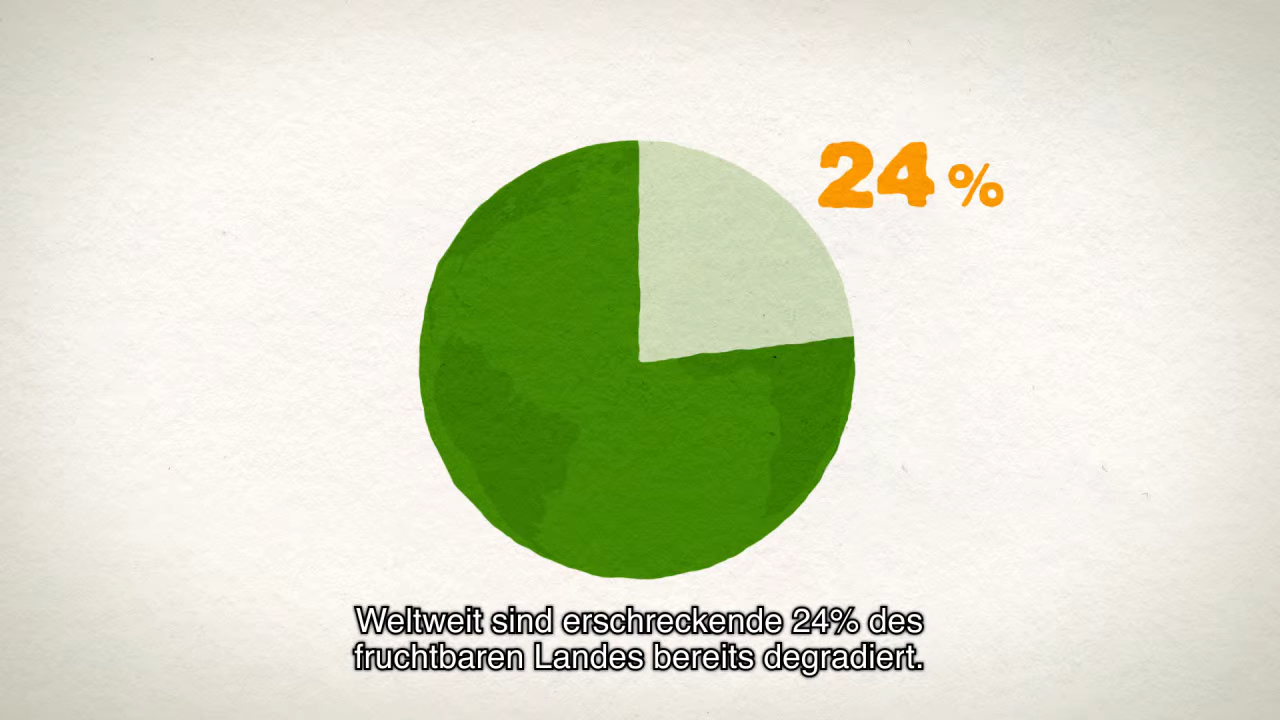 24 %
Weltweit sind erschreckende 24% des
fruchtbaren Landes bereits degradiert.